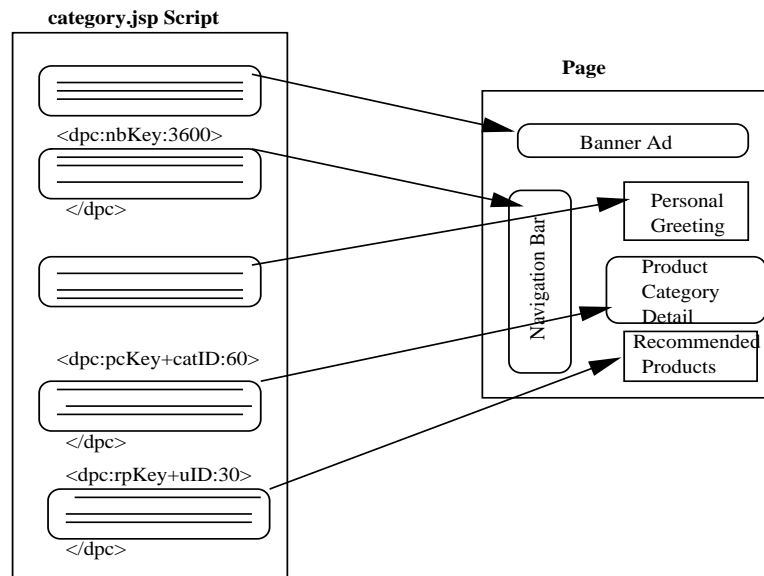 category.jsp Script
<dpc:nbKey:3600>
</dpc>
<dpc:pcKey+catID:60>
</dpc>
<dpc:rpKey+uID:30>
</dpc>
Page
Banner Ad
Navigation Bar
Personal
Greeting
Product
Category
Detail
Recommended
Products